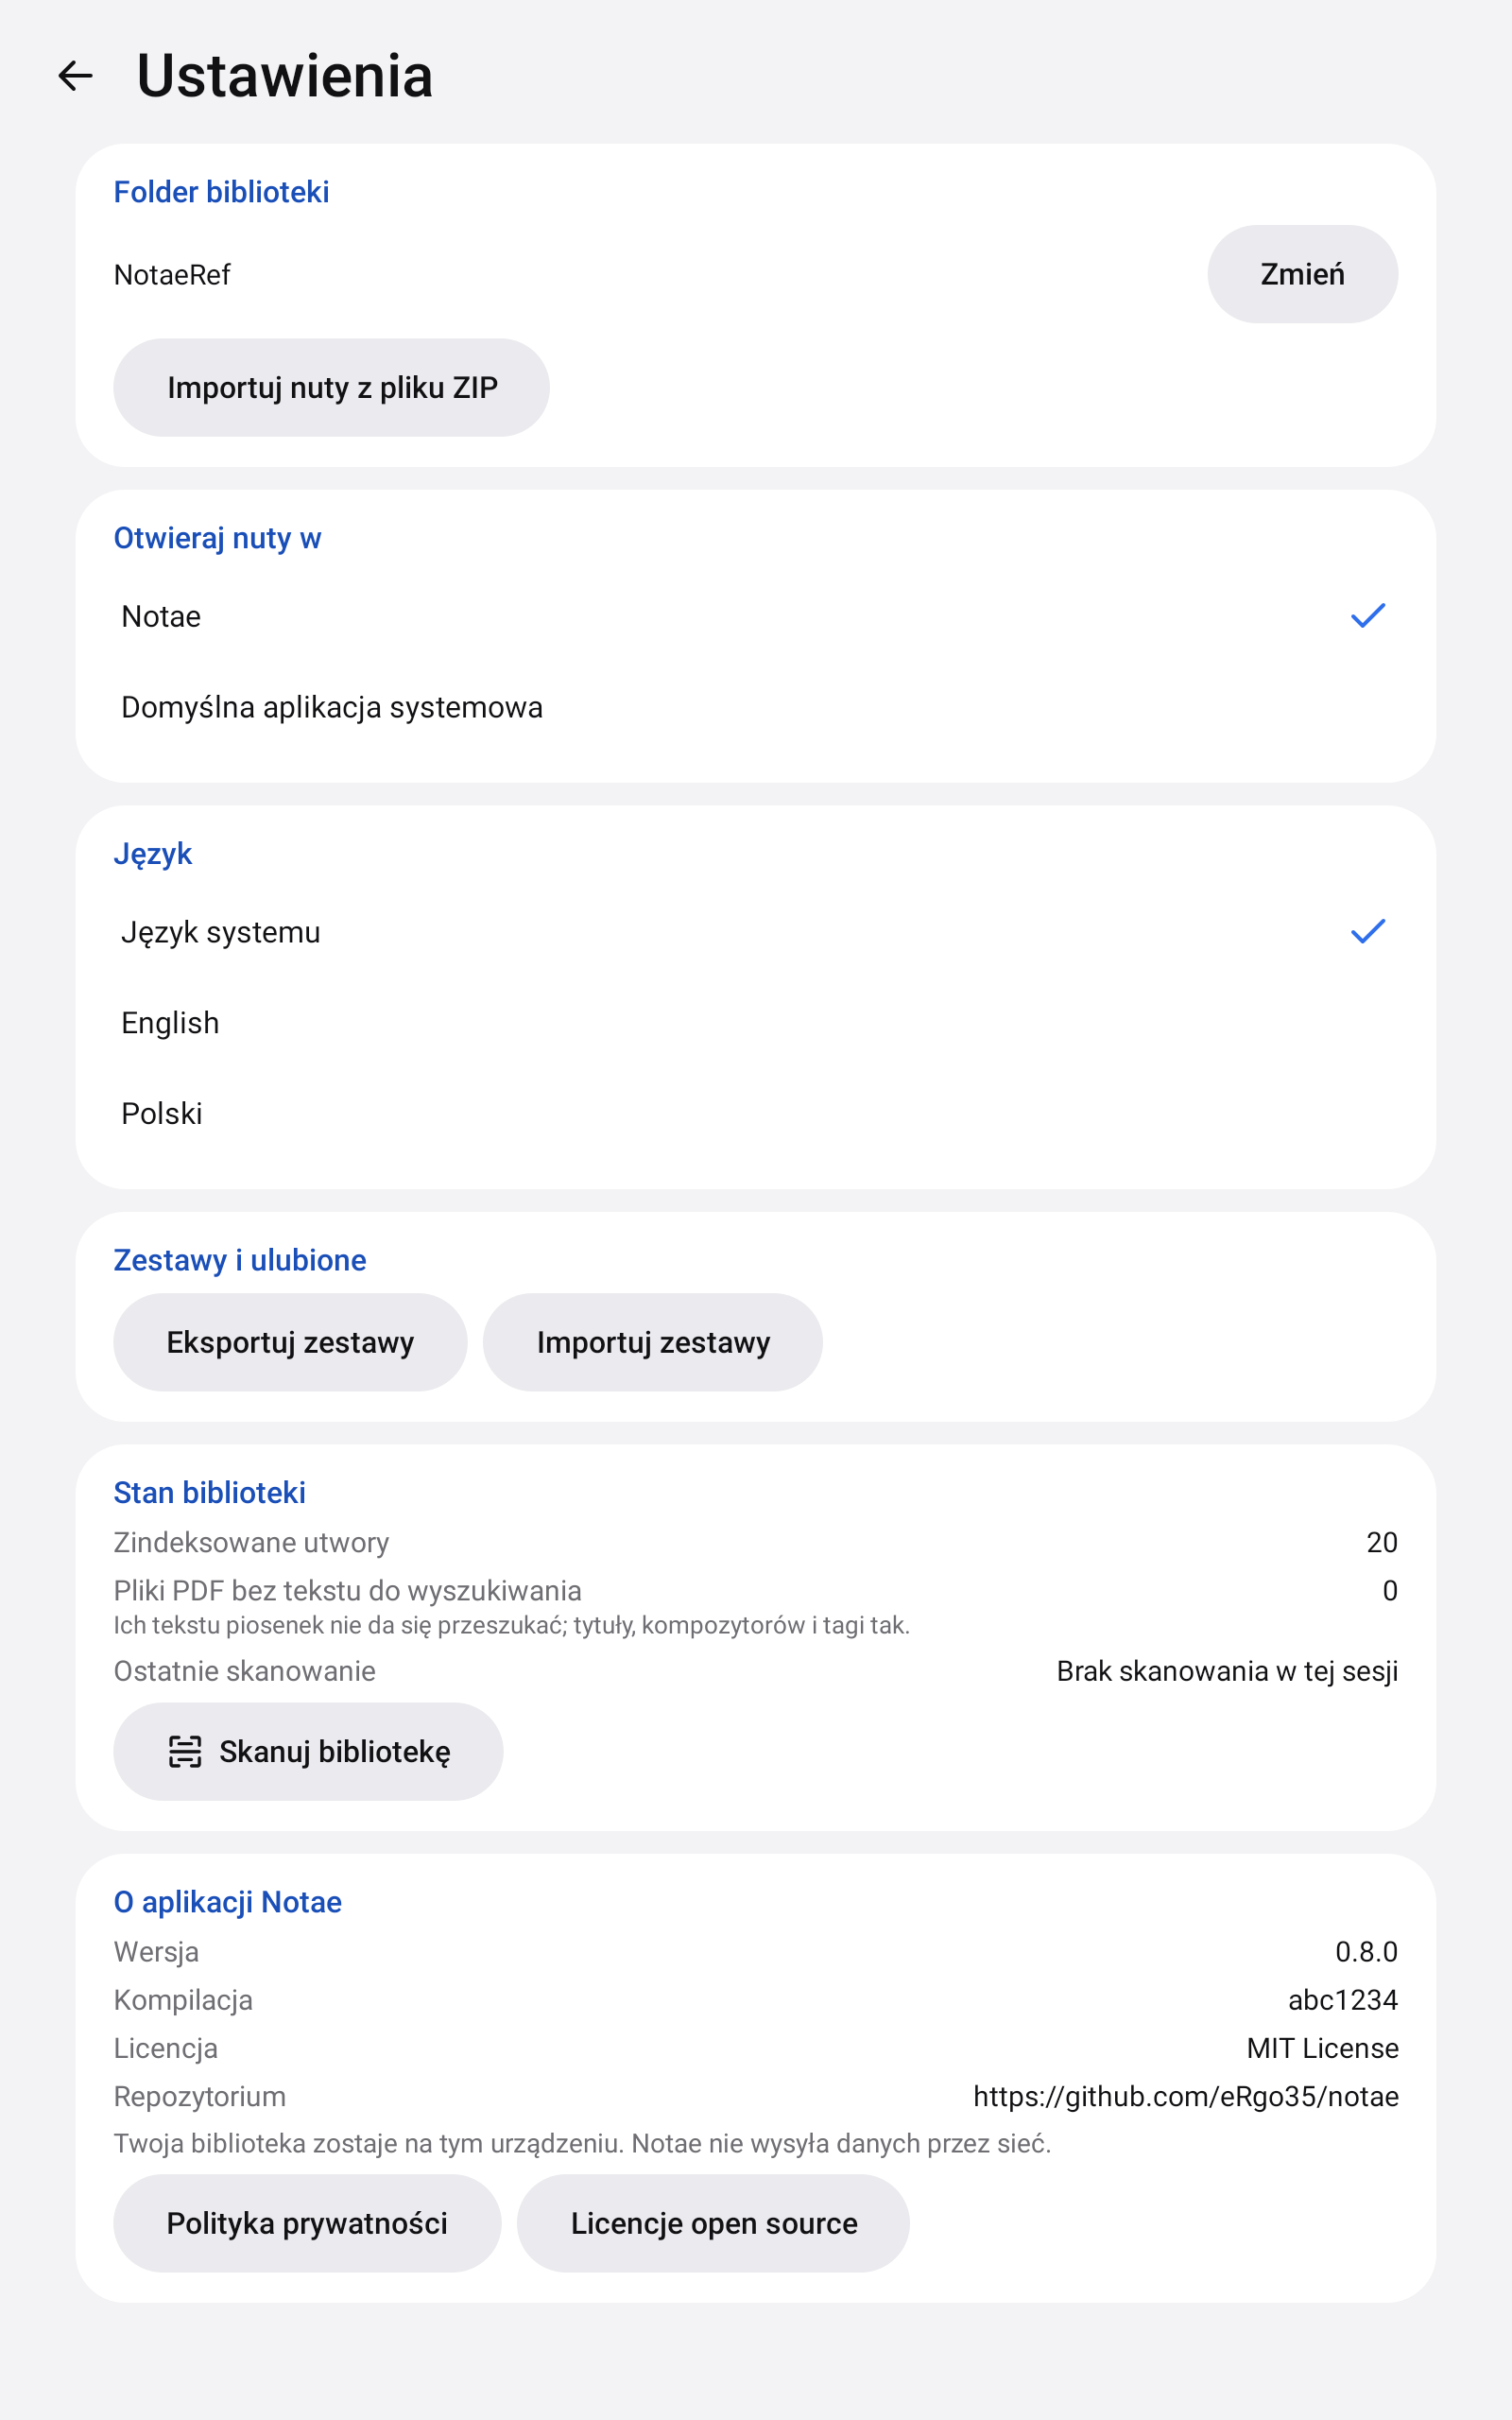 Ustawienia
Folder biblioteki
NotaeRef
Zmień
Importuj nuty z pliku ZIP
Otwieraj nuty w
Notae
Domyślna aplikacja systemowa
Język
Język systemu
English
Polski
Zestawy i ulubione
Eksportuj zestawy
Importuj zestawy
Stan biblioteki
Zindeksowane utwory 20
Pliki PDF bez tekstu do wyszukiwania 0
Ich tekstu piosenek nie da się przeszukać; tytuły, kompozytorów i tagi tak.
Ostatnie skanowanie Brak skanowania w tej sesji
Skanuj bibliotekę
O aplikacji Notae
Wersja 0.8.0
Kompilacja abc1234
Licencja MIT License
Repozytorium https://github.com/eRgo35/notae
Twoja biblioteka zostaje na tym urządzeniu. Notae nie wysyła danych przez sieć.
Polityka prywatności
Licencje open source